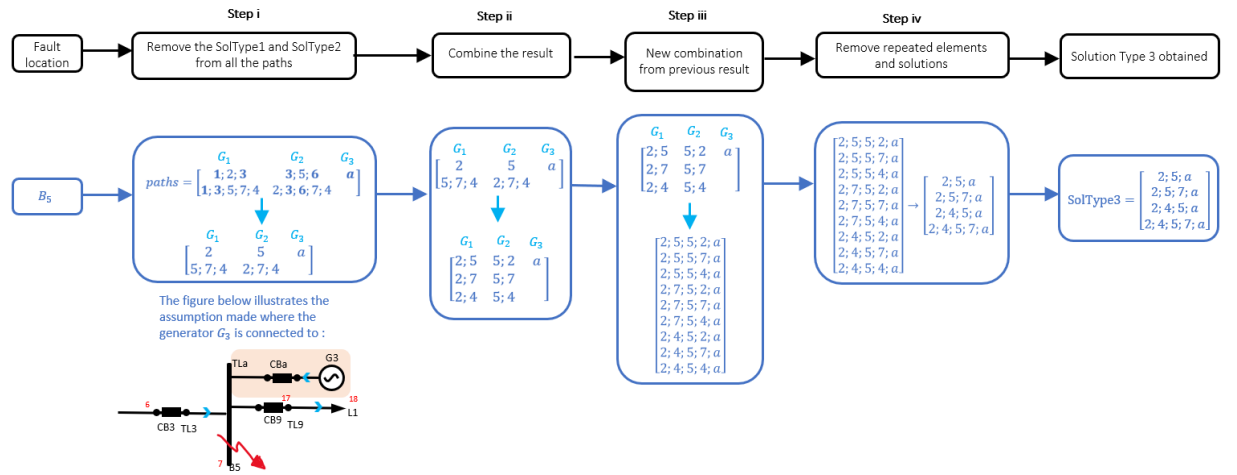 Step i
Step ii
Step iii
Step iv
Fault
location
Remove the SolType1 and SolType2
from all the paths
Combine the result
New combination
from previous result
Remove repeated elements
and solutions
Solution Type 3 obtained
B5
G1 G2 G3
paths = [1; 2; 3 3; 5; 6 a
1; 3; 5; 7; 4 2; 3; 6; 7; 4]
G1 G2 G3
[2 5 a
5; 7; 4 2; 7; 4]
The figure below illustrates the
assumption made where the
generator G3 is connected to :
G1 G2 G3
[2 5 a
5; 7; 4 2; 7; 4]
G1 G2 G3
[2; 5 5; 2 a
2; 7 5; 7
2; 4 5; 4]
G1 G2 G3
[2; 5 5; 2 a
2; 7 5; 7
2; 4 5; 4]
[2; 5; 5; 2; a
2; 5; 5; 7; a
2; 5; 5; 4; a
2; 7; 5; 2; a
2; 7; 5; 7; a
2; 7; 5; 4; a
2; 4; 5; 2; a
2; 4; 5; 7; a
2; 4; 5; 4; a]
[2; 5; 5; 2; a
2; 5; 5; 7; a
2; 5; 5; 4; a
2; 7; 5; 2; a
2; 7; 5; 7; a
2; 7; 5; 4; a
2; 4; 5; 2; a
2; 4; 5; 7; a
2; 4; 5; 4; a]
→
[2; 5; a
2; 5; 7; a
2; 4; 5; a
2; 4; 5; 7; a]
SolType3 = [2; 5; a
2; 5; 7; a
2; 4; 5; a
2; 4; 5; 7; a]
TLa CBa G3
6 17 18
CB3 TL3 CB9 TL9 L1
7 B5